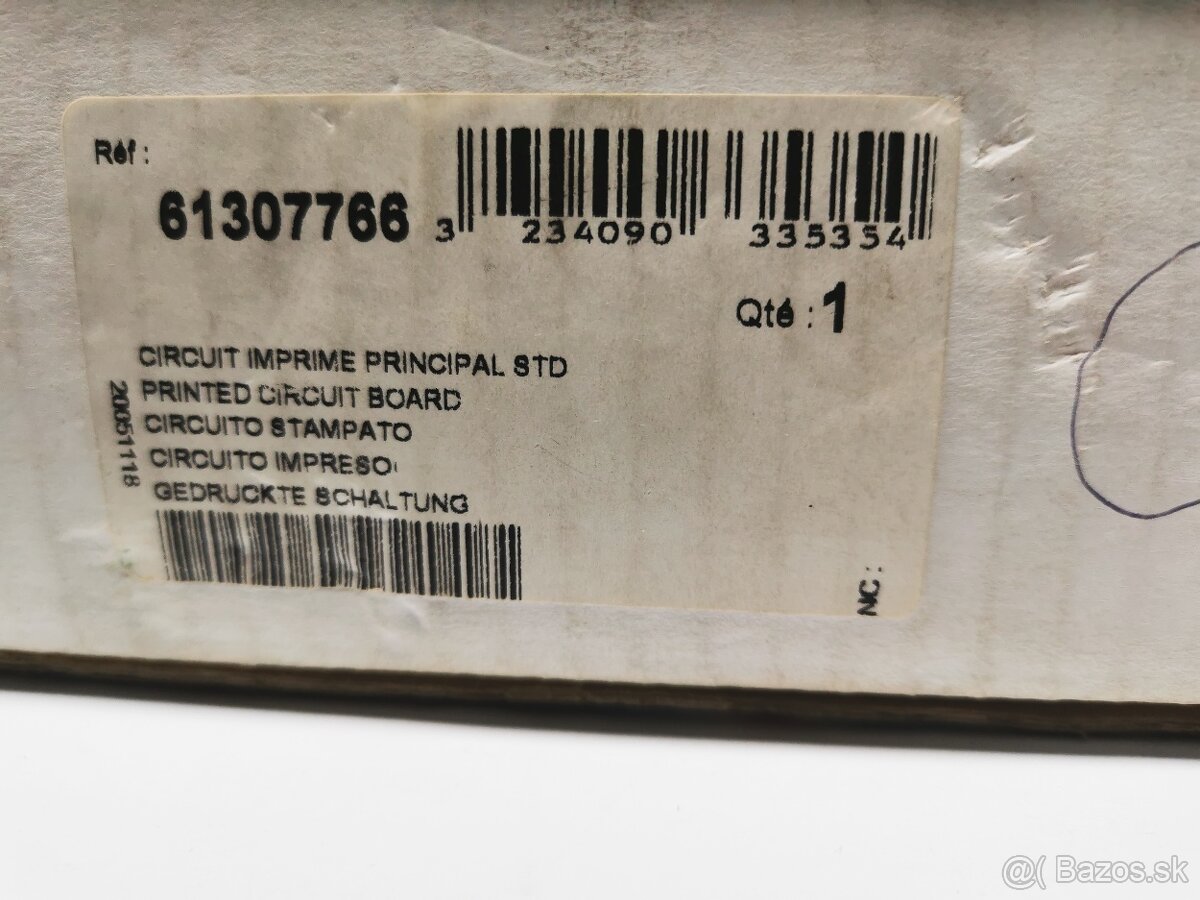 Réf :
61307766
3 234090 335354
Qté : 1
CIRCUIT IMPRIME PRINCIPAL STD
PRINTED CIRCUIT BOARD
CIRCUITO STAMPATO
CIRCUITO IMPRESO
GEDRUCKTE SCHALTUNG
20051118
NC :
@( Bazos.sk